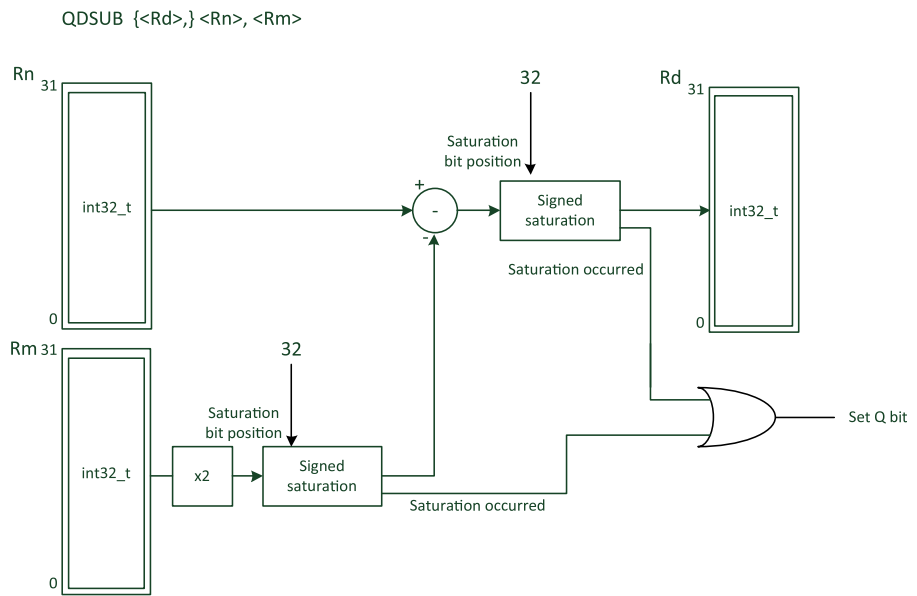 QDSUB {<Rd>,} <Rn>, <Rm>
Rn
31
int32_t
0
32
Saturation
bit position
+
-
-
Signed
saturation
Saturation occurred
Rd
31
int32_t
0
Rm
31
int32_t
0
x2
32
Saturation
bit position
Signed
saturation
Saturation occurred
Set Q bit